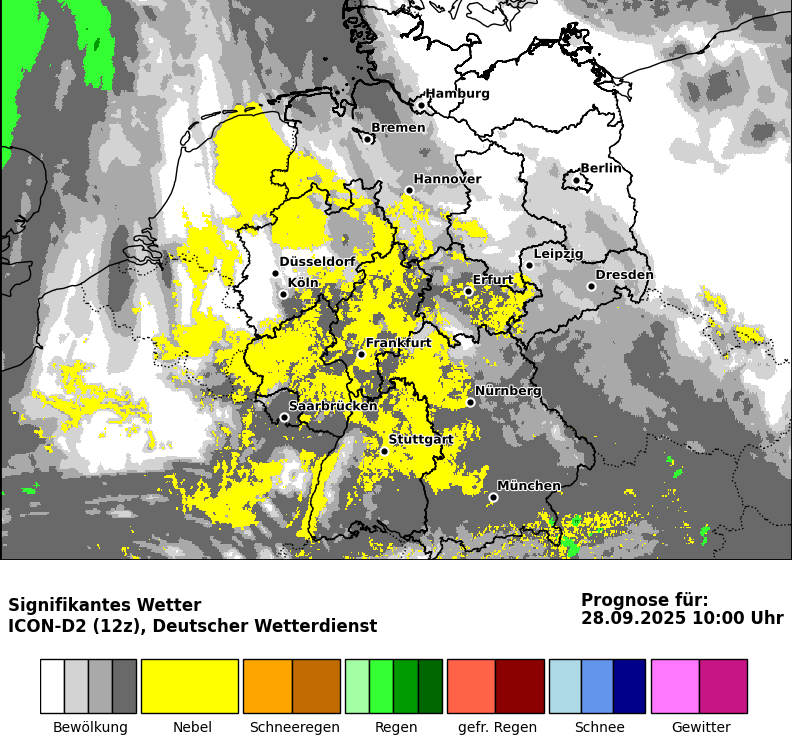 Hamburg
Bremen
Berlin
Hannover
Leipzig
Düsseldorf
Dresden
Köln
Erfurt
Frankfurt
Nürnberg
Saarbrücken
Stuttgart
München
Signifikantes Wetter
ICON-D2 (12z), Deutscher Wetterdienst
Prognose für:
28.09.2025 10:00 Uhr
Bewölkung Nebel Schneeregen Regen gefr. Regen Schnee Gewitter